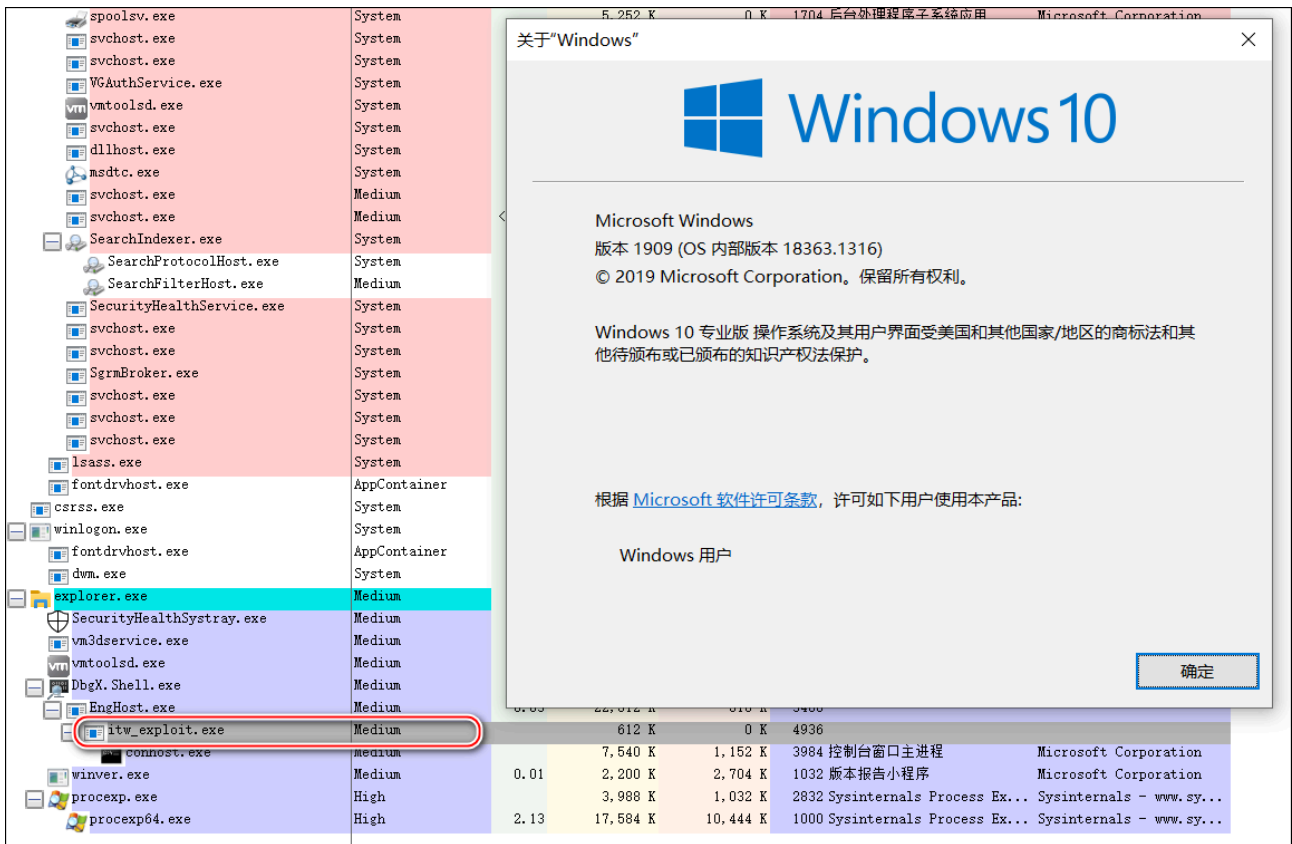 spoolsv.exe System 5,252 K 0 K 1704 后台处理程序子系统应用 Microsoft Corporation
svchost.exe System
svchost.exe System
VGAuthService.exe System
vm vmtoolsd.exe System
svchost.exe System
dllhost.exe System
msdtc.exe System
svchost.exe Medium
svchost.exe Medium
SearchIndexer.exe System
SearchProtocolHost.exe System
SearchFilterHost.exe Medium
SecurityHealthService.exe System
svchost.exe System
svchost.exe System
SgrmBroker.exe System
svchost.exe System
svchost.exe System
svchost.exe System
lsass.exe System
fontdrvhost.exe AppContainer
csrss.exe System
winlogon.exe System
fontdrvhost.exe AppContainer
dwm.exe System
explorer.exe Medium
SecurityHealthSystray.exe Medium
vm3dservice.exe Medium
vm vmtoolsd.exe Medium
DbgX.Shell.exe Medium
EngHost.exe Medium
itw_exploit.exe Medium 612 K 0 K 4936
conhost.exe Medium 7,540 K 1,152 K 3984 控制台窗口主进程 Microsoft Corporation
winver.exe Medium 0.01 2,200 K 2,704 K 1032 版本报告小程序 Microsoft Corporation
procexp.exe High 3,988 K 1,032 K 2832 Sysinternals Process Ex... Sysinternals - www.sy...
procexp64.exe High 2.13 17,584 K 10,444 K 1000 Sysinternals Process Ex... Sysinternals - www.sy...
关于“Windows”
Windows 10
Microsoft Windows
版本 1909 (OS 内部版本 18363.1316)
© 2019 Microsoft Corporation。保留所有权利。
Windows 10 专业版 操作系统及其用户界面受美国和其他国家/地区的商标法和其
他待颁布或已颁布的知识产权法保护。
根据 Microsoft 软件许可条款，许可如下用户使用本产品:
Windows 用户
确定